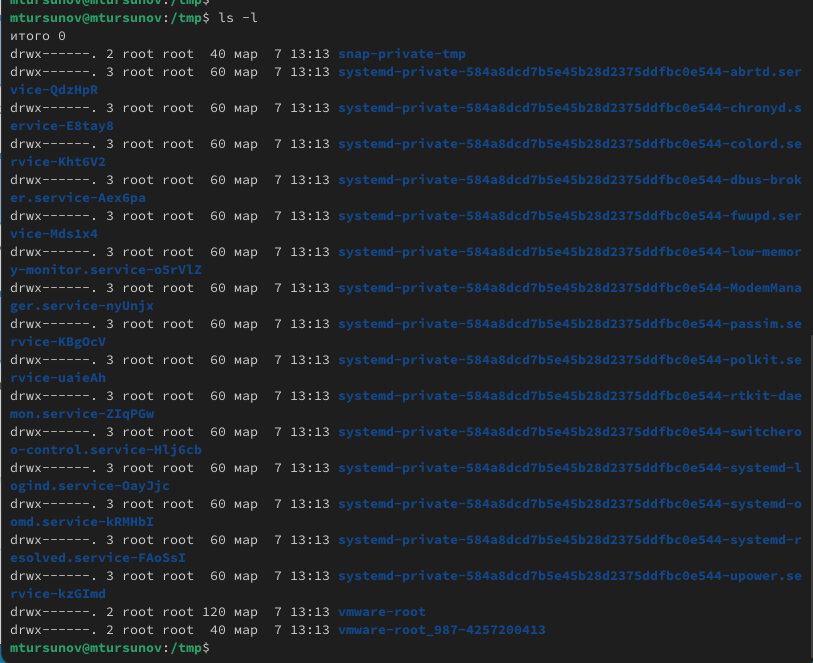 mtursunov@mtursunov:/tmp$
mtursunov@mtursunov:/tmp$ ls -l
итого 0
drwx------. 2 root root  40 мар  7 13:13 snap-private-tmp
drwx------. 3 root root  60 мар  7 13:13 systemd-private-584a8dcd7b5e45b28d2375ddfbc0e544-abrtd.ser
vice-QdzHpR
drwx------. 3 root root  60 мар  7 13:13 systemd-private-584a8dcd7b5e45b28d2375ddfbc0e544-chronyd.s
ervice-E8tay8
drwx------. 3 root root  60 мар  7 13:13 systemd-private-584a8dcd7b5e45b28d2375ddfbc0e544-colord.se
rvice-Kht6V2
drwx------. 3 root root  60 мар  7 13:13 systemd-private-584a8dcd7b5e45b28d2375ddfbc0e544-dbus-brok
er.service-Aex6pa
drwx------. 3 root root  60 мар  7 13:13 systemd-private-584a8dcd7b5e45b28d2375ddfbc0e544-fwupd.ser
vice-Mds1x4
drwx------. 3 root root  60 мар  7 13:13 systemd-private-584a8dcd7b5e45b28d2375ddfbc0e544-low-memor
y-monitor.service-o5rVlZ
drwx------. 3 root root  60 мар  7 13:13 systemd-private-584a8dcd7b5e45b28d2375ddfbc0e544-ModemMana
ger.service-nyUnjx
drwx------. 3 root root  60 мар  7 13:13 systemd-private-584a8dcd7b5e45b28d2375ddfbc0e544-passim.se
rvice-KBgOcV
drwx------. 3 root root  60 мар  7 13:13 systemd-private-584a8dcd7b5e45b28d2375ddfbc0e544-polkit.se
rvice-uaieAh
drwx------. 3 root root  60 мар  7 13:13 systemd-private-584a8dcd7b5e45b28d2375ddfbc0e544-rtkit-dae
mon.service-ZIqPGw
drwx------. 3 root root  60 мар  7 13:13 systemd-private-584a8dcd7b5e45b28d2375ddfbc0e544-switchero
o-control.service-Hlj6cb
drwx------. 3 root root  60 мар  7 13:13 systemd-private-584a8dcd7b5e45b28d2375ddfbc0e544-systemd-l
ogind.service-OayJjc
drwx------. 3 root root  60 мар  7 13:13 systemd-private-584a8dcd7b5e45b28d2375ddfbc0e544-systemd-o
omd.service-kRMHbI
drwx------. 3 root root  60 мар  7 13:13 systemd-private-584a8dcd7b5e45b28d2375ddfbc0e544-systemd-r
esolved.service-FAoSsI
drwx------. 3 root root  60 мар  7 13:13 systemd-private-584a8dcd7b5e45b28d2375ddfbc0e544-upower.se
rvice-kzGImd
drwx------. 2 root root 120 мар  7 13:13 vmware-root
drwx------. 2 root root  40 мар  7 13:13 vmware-root_987-4257200413
mtursunov@mtursunov:/tmp$